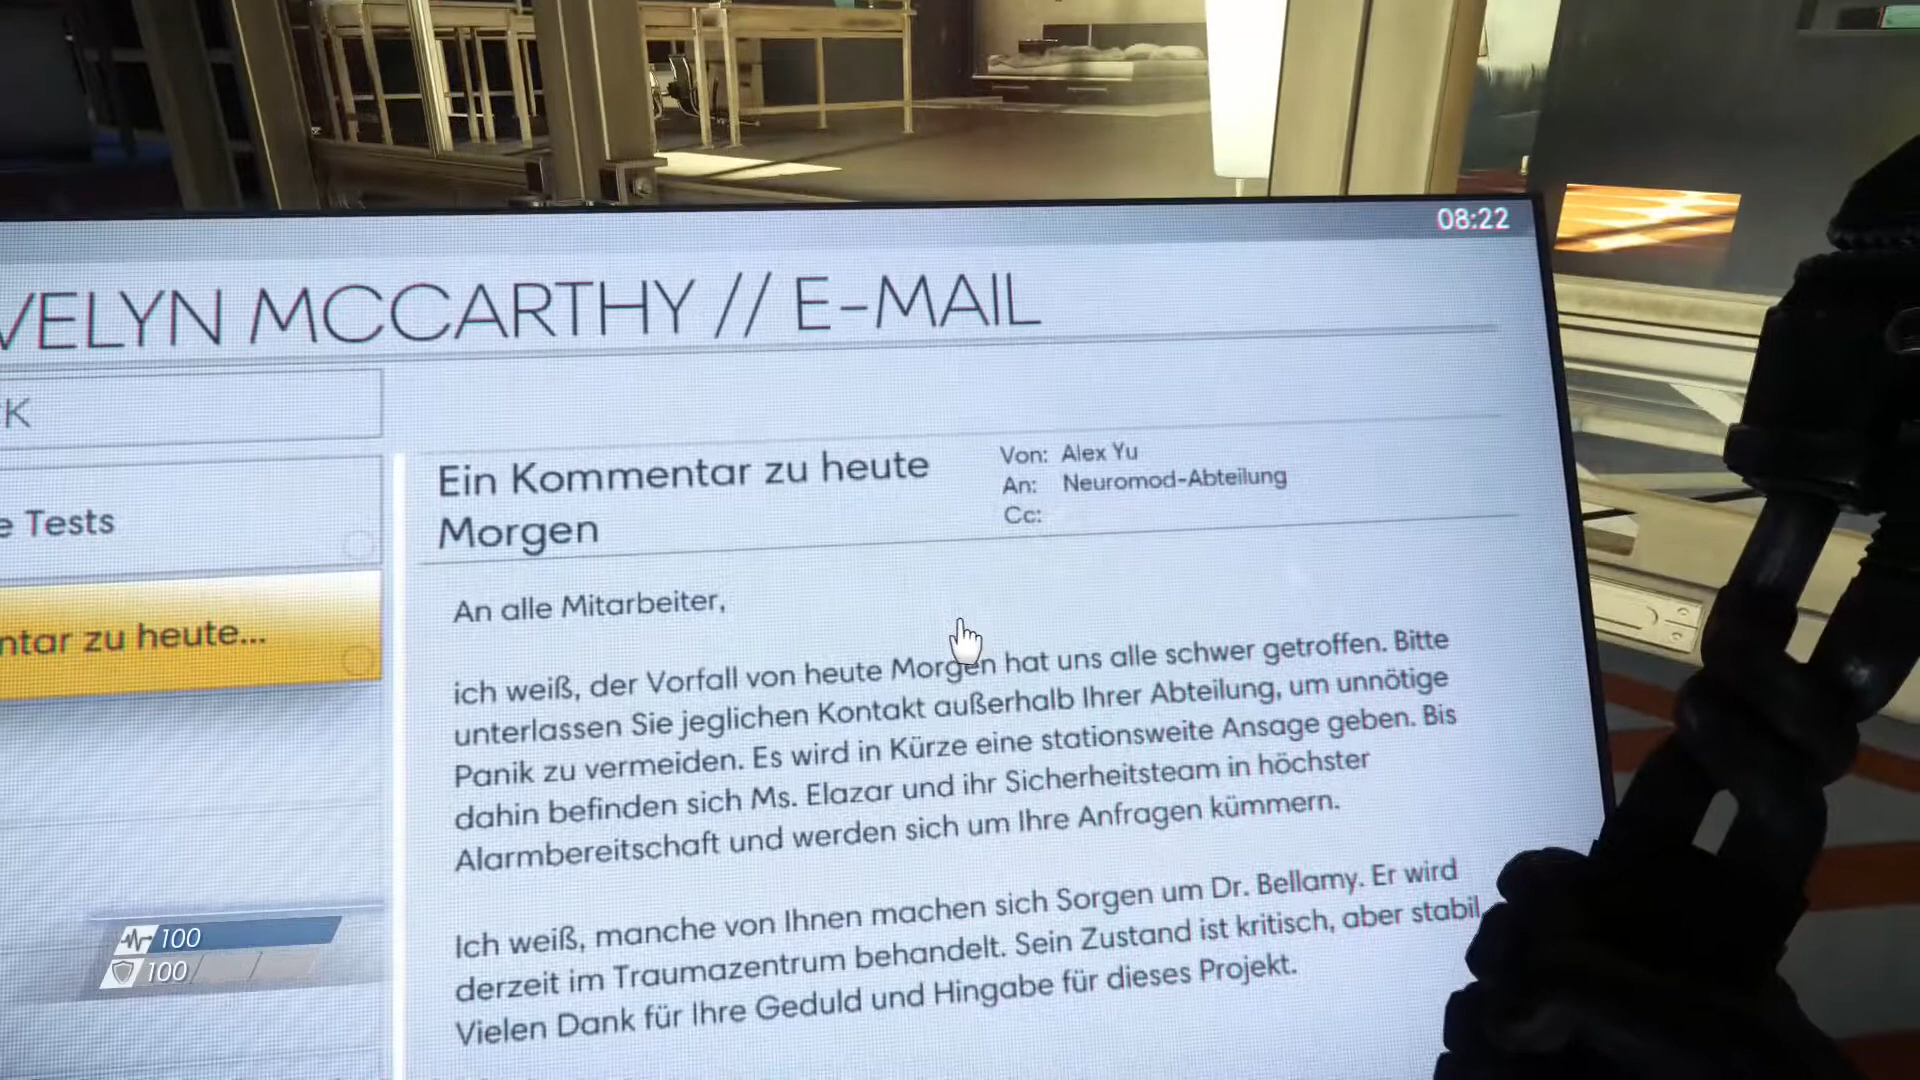 08:22
VELYN MCCARTHY // E-MAIL
K
e Tests
ntar zu heute...
Ein Kommentar zu heute
Morgen
Von: Alex Yu
An: Neuromod-Abteilung
Cc:
An alle Mitarbeiter,
ich weiß, der Vorfall von heute Morgen hat uns alle schwer getroffen. Bitte
unterlassen Sie jeglichen Kontakt außerhalb Ihrer Abteilung, um unnötige
Panik zu vermeiden. Es wird in Kürze eine stationsweite Ansage geben. Bis
dahin befinden sich Ms. Elazar und ihr Sicherheitsteam in höchster
Alarmbereitschaft und werden sich um Ihre Anfragen kümmern.
Ich weiß, manche von Ihnen machen sich Sorgen um Dr. Bellamy. Er wird
derzeit im Traumazentrum behandelt. Sein Zustand ist kritisch, aber stabil.
Vielen Dank für Ihre Geduld und Hingabe für dieses Projekt.
100
100